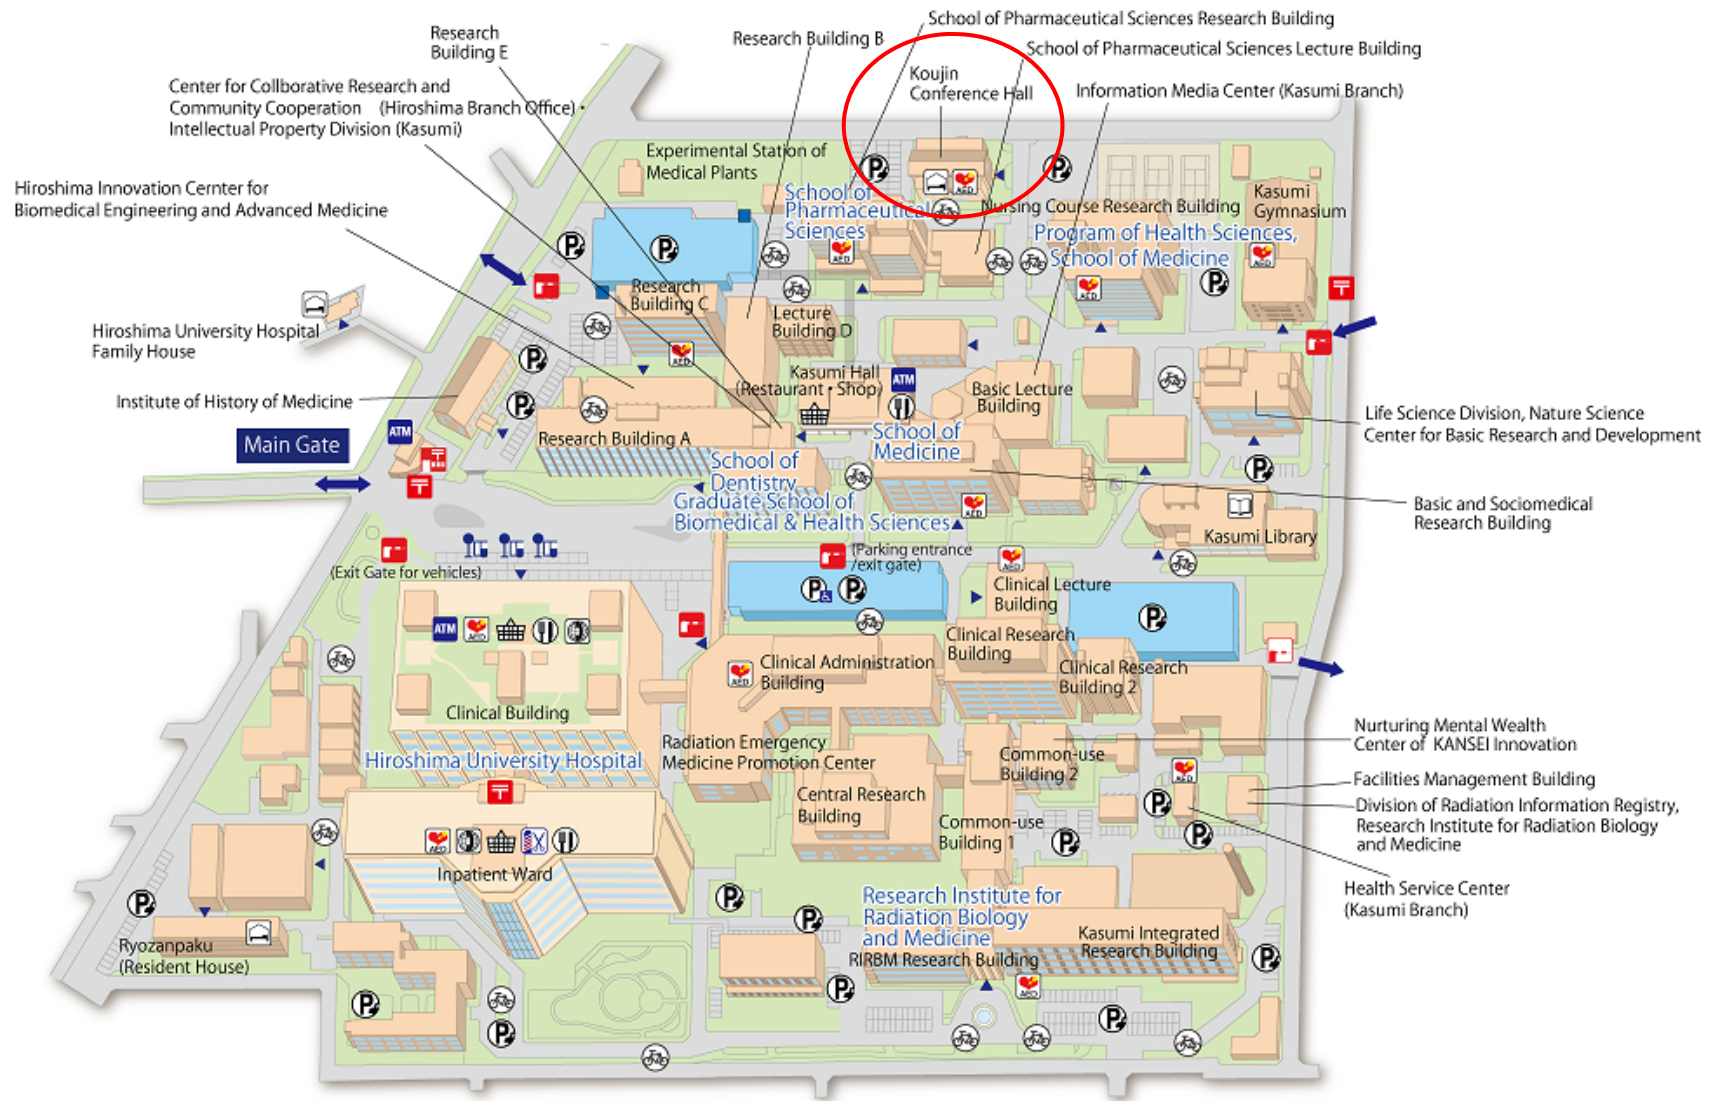 School of Pharmaceutical Sciences Research Building
Research
Building E
Research Building B
School of Pharmaceutical Sciences Lecture Building
Koujin
Conference Hall
Information Media Center (Kasumi Branch)
Center for Collborative Research and
Community Cooperation (Hiroshima Branch Office)・
Intellectual Property Division (Kasumi)
Experimental Station of
Medical Plants
Hiroshima Innovation Cernter for
Biomedical Engineering and Advanced Medicine
School of
Pharmaceutical
Sciences
Nursing Course Research Building
Program of Health Sciences,
School of Medicine
Kasumi
Gymnasium
Research
Building C
Lecture
Building D
Hiroshima University Hospital
Family House
Kasumi Hall
(Restaurant・Shop)
ATM
Basic Lecture
Building
Institute of History of Medicine
Life Science Division, Nature Science
Center for Basic Research and Development
Main Gate
ATM
Research Building A
School of
Medicine
School of
Dentistry
Graduate School of
Biomedical & Health Sciences
Basic and Sociomedical
Research Building
Kasumi Library
(Exit Gate for vehicles)
(Parking entrance
/exit gate)
Clinical Lecture
Building
ATM
AED
Clinical Administration
Building
Clinical Research
Building
Clinical Research
Building 2
Clinical Building
Hiroshima University Hospital
Radiation Emergency
Medicine Promotion Center
Common-use
Building 2
Nurturing Mental Wealth
Center of KANSEI Innovation
Central Research
Building
Common-use
Building 1
Facilities Management Building
Division of Radiation Information Registry,
Research Institute for Radiation Biology
and Medicine
Inpatient Ward
Health Service Center
(Kasumi Branch)
Research Institute for
Radiation Biology
and Medicine
RIRBM Research Building
Kasumi Integrated
Research Building
Ryozanpaku
(Resident House)